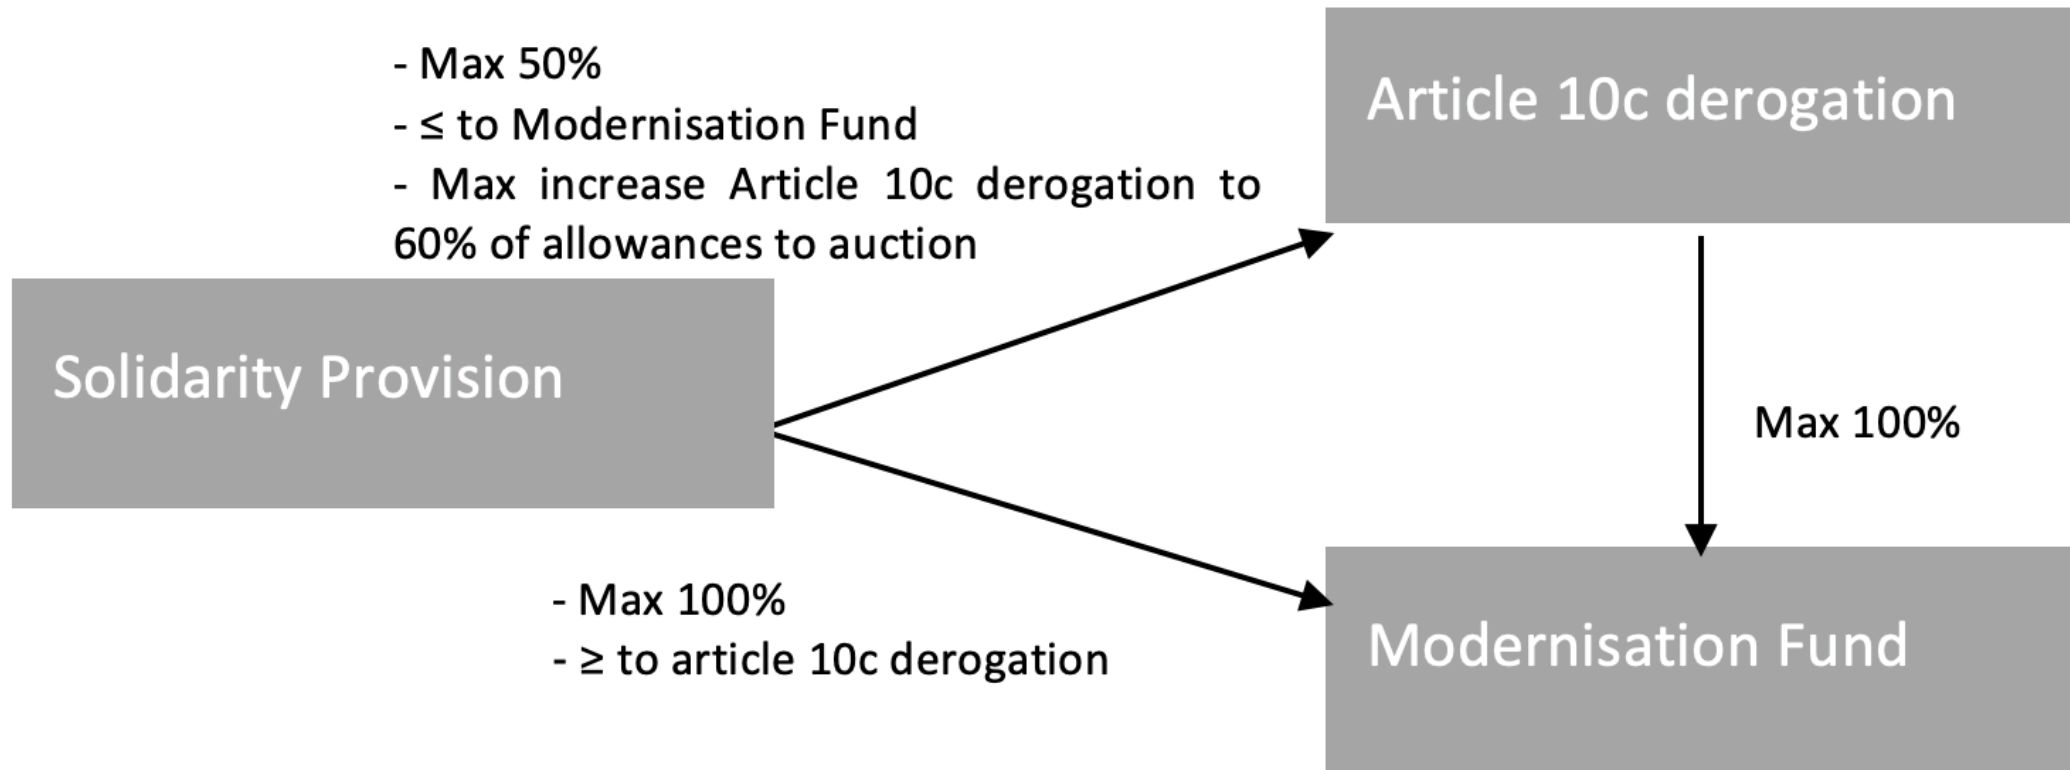 - Max 50%
- ≤ to Modernisation Fund
- Max increase Article 10c derogation to
60% of allowances to auction
Article 10c derogation
Solidarity Provision
Max 100%
- Max 100%
- ≥ to article 10c derogation
Modernisation Fund